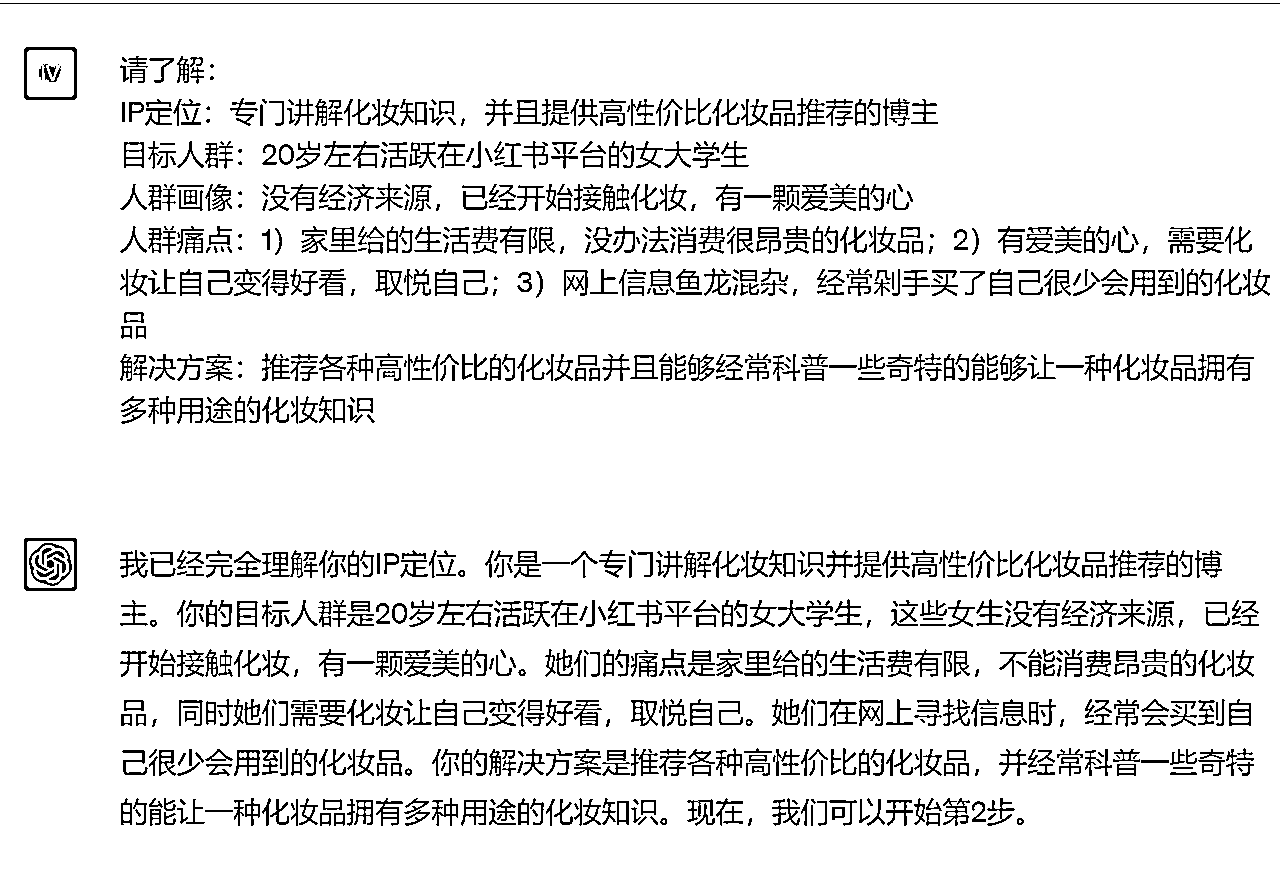 请了解：
IP定位：专门讲解化妆知识，并且提供高性价比化妆品推荐的博主
目标人群：20岁左右活跃在小红书平台的女大学生
人群画像：没有经济来源，已经开始接触化妆，有一颗爱美的心
人群痛点：1）家里给的生活费有限，没办法消费很昂贵的化妆品；2）有爱美的心，需要化
妆让自己变得好看，取悦自己；3）网上信息鱼龙混杂，经常剁手买了自己很少会用到的化妆
品
解决方案：推荐各种高性价比的化妆品并且能够经常科普一些奇特的能够让一种化妆品拥有
多种用途的化妆知识
我已经完全理解你的IP定位。你是一个专门讲解化妆知识并提供高性价比化妆品推荐的博
主。你的目标人群是20岁左右活跃在小红书平台的女大学生，这些女生没有经济来源，已经
开始接触化妆，有一颗爱美的心。她们的痛点是家里给的生活费有限，不能消费昂贵的化妆
品，同时她们需要化妆让自己变得好看，取悦自己。她们在网上寻找信息时，经常会买到自
己很少会用到的化妆品。你的解决方案是推荐各种高性价比的化妆品，并经常科普一些奇特
的能让一种化妆品拥有多种用途的化妆知识。现在，我们可以开始第2步。